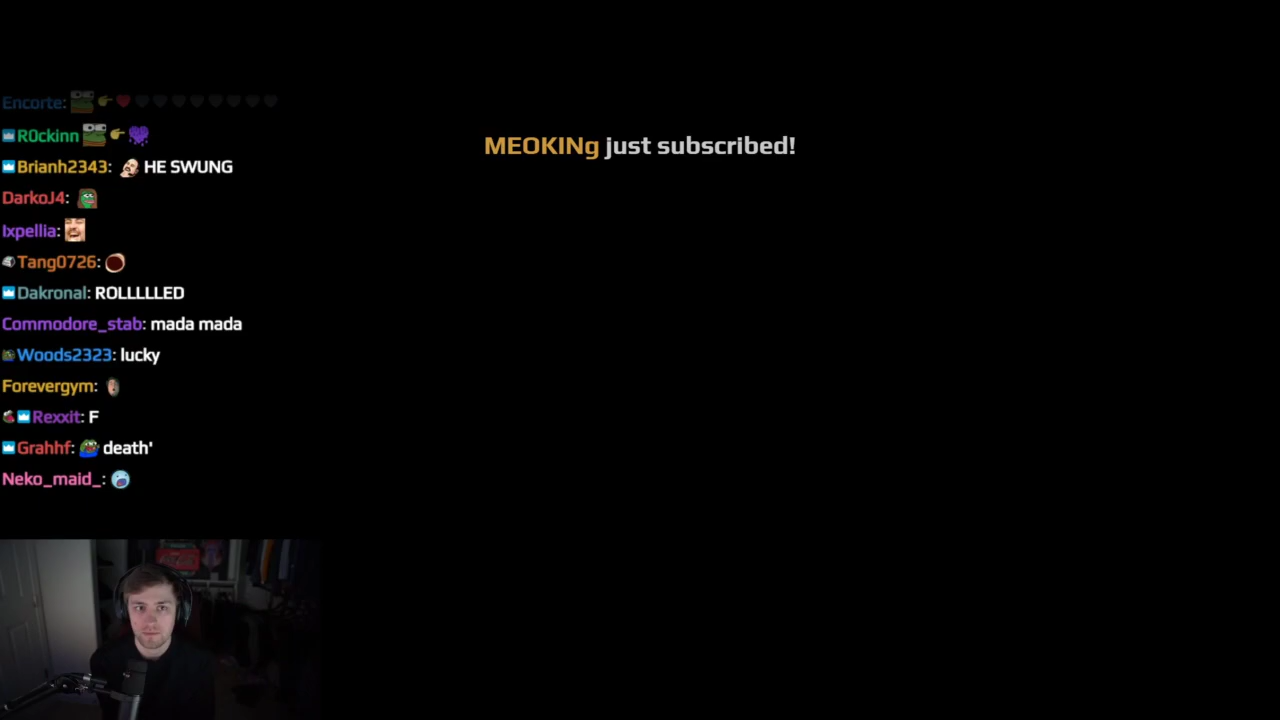 Encorte:
R0ckinn
MEOKINg just subscribed!
Brianh2343: HE SWUNG
DarkoJ4:
Ixpellia:
Tang0726:
Dakronal: ROLLLLLED
Commodore_stab: mada mada
Woods2323: lucky
Forevergym:
Rexxit: F
Grahhf: death'
Neko_maid_: